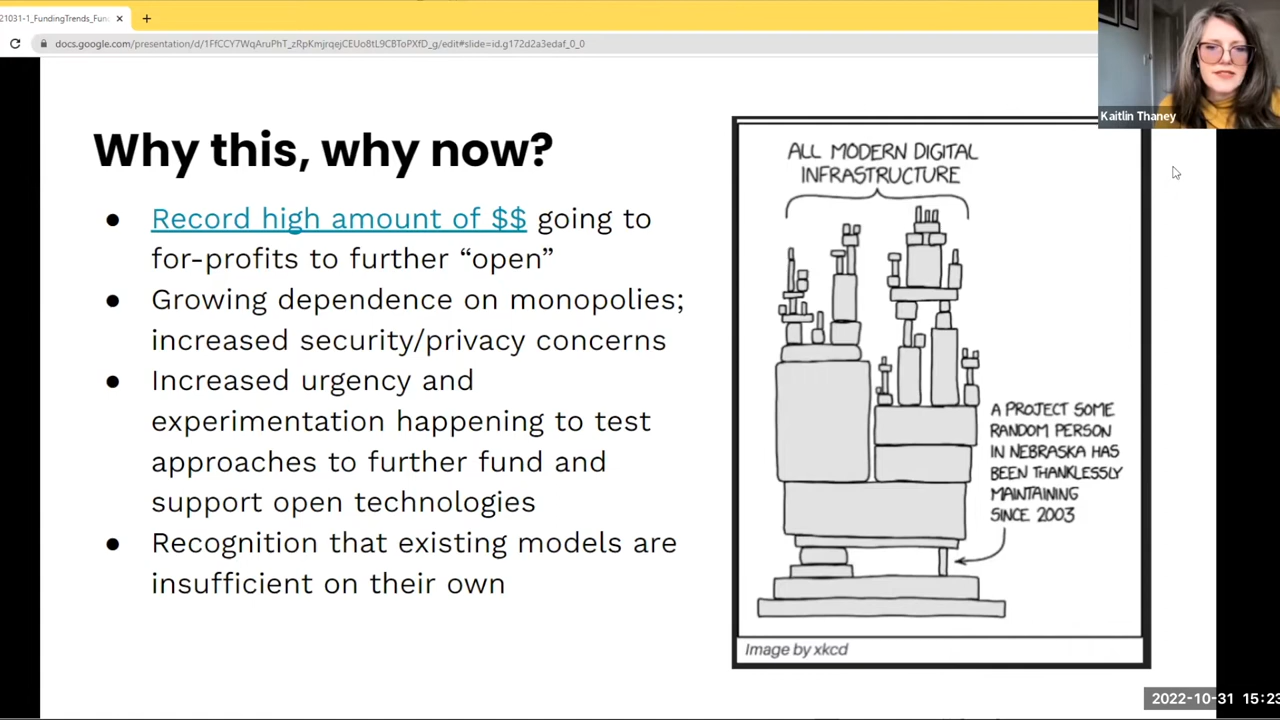 21031-1_FundingTrends_Fun
docs.google.com/presentation/d/1FfCCY7WqAruPhT_zRpKmjrqejCEUo8tL9CBToPXfD_g/edit#slide=id.g172d2a3edaf_0_0
Kaitlin Thaney
Why this, why now?
● Record high amount of $$ going to
for-profits to further “open”
● Growing dependence on monopolies;
increased security/privacy concerns
● Increased urgency and
experimentation happening to test
approaches to further fund and
support open technologies
● Recognition that existing models are
insufficient on their own
ALL MODERN DIGITAL
INFRASTRUCTURE
A PROJECT SOME
RANDOM PERSON
IN NEBRASKA HAS
BEEN THANKLESSLY
MAINTAINING
SINCE 2003
Image by xkcd
2022-10-31 15:23